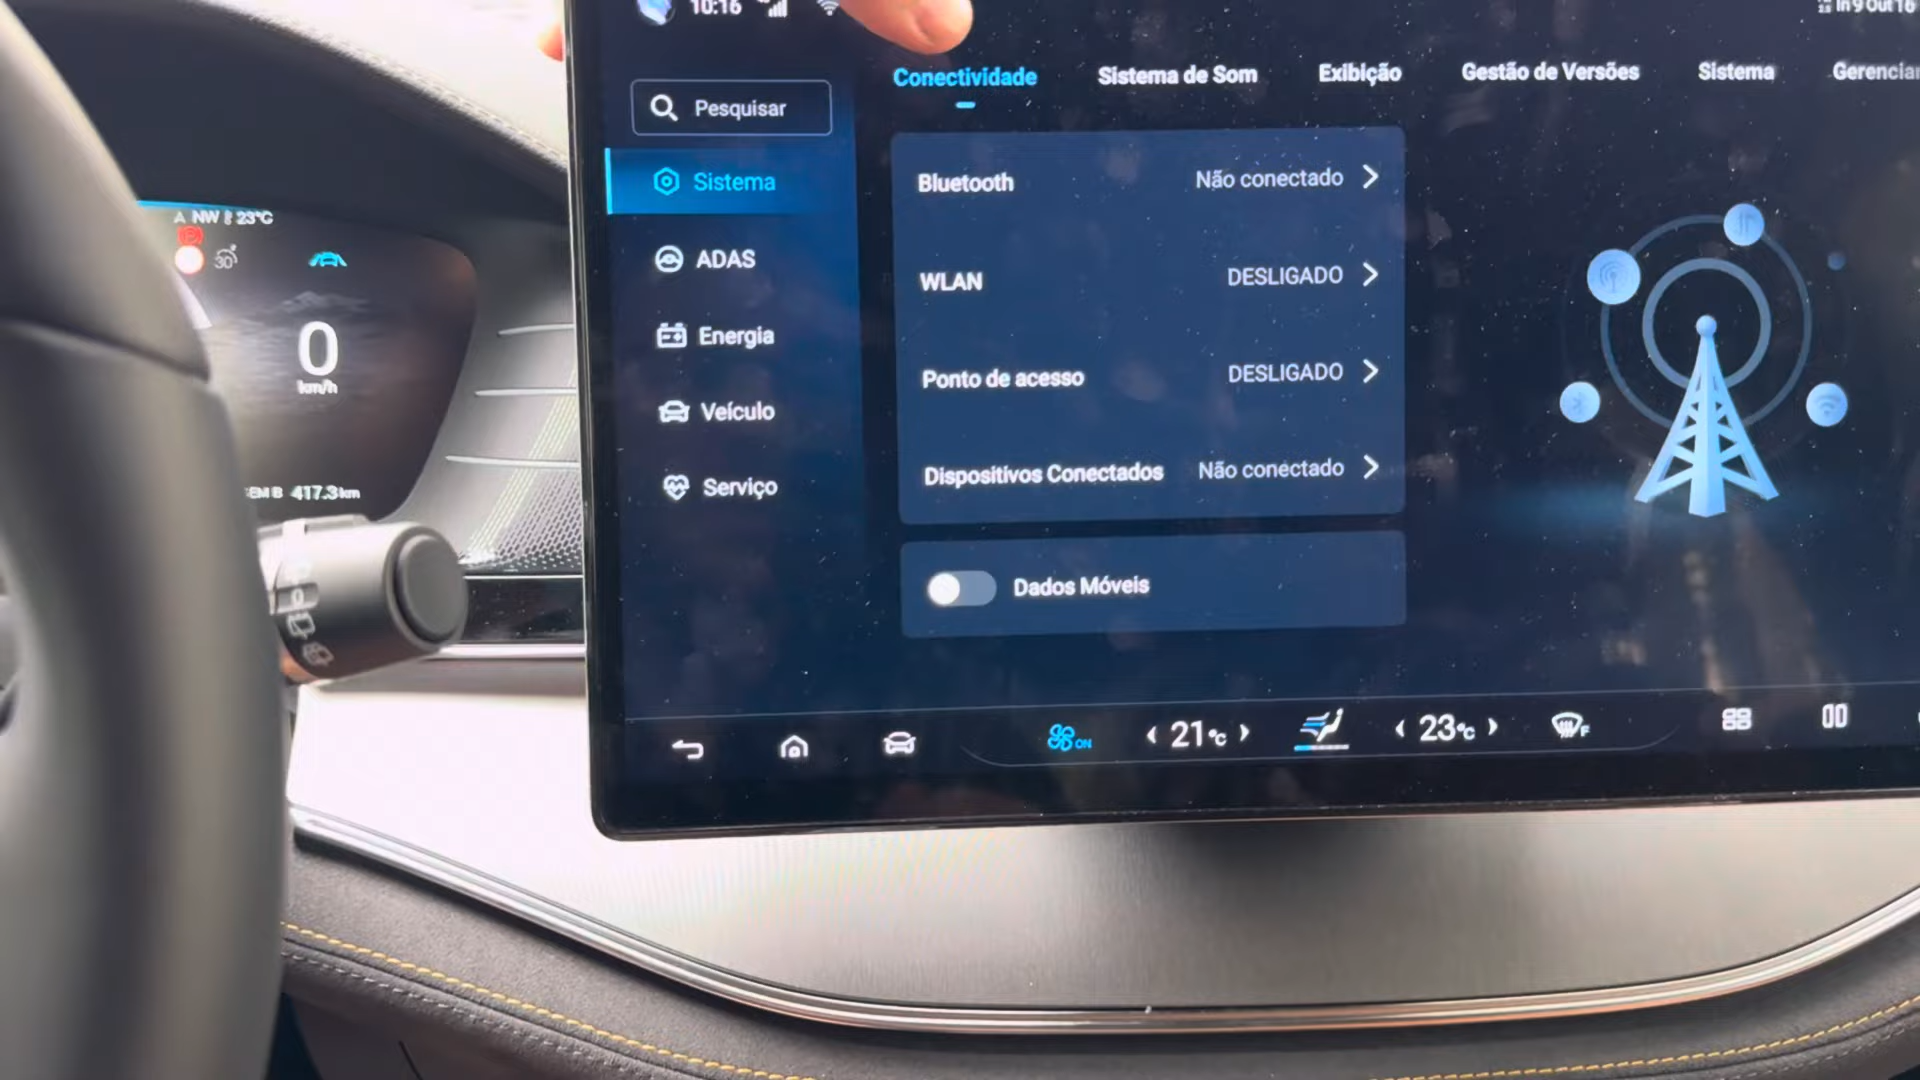 10:16
In 9 Out 16
Conectividade
Sistema de Som
Exibição
Gestão de Versões
Sistema
Pesquisar
Sistema
ADAS
Energia
Veículo
Serviço
Bluetooth
Não conectado
WLAN
DESLIGADO
Ponto de acesso
DESLIGADO
Dispositivos Conectados
Não conectado
Dados Móveis
ON
21°C
23°C
F
NW 23°C
30
0
km/h
417.3km
0